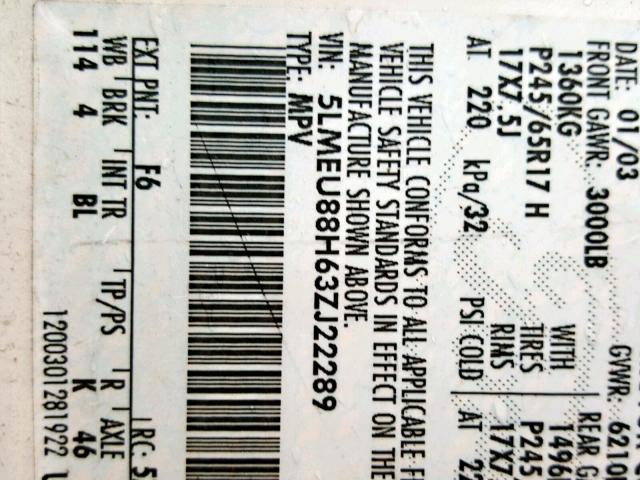 DATE: 01/03
GVWR: 6210
FRONT GAWR: 3000LB
REAR G
1360KG
WITH
1496
P245/65R17 H
TIRES
P245
17X7.5J
RIMS
17X7
AT 220 kPa/32
PSI COLD
AT 22
THIS VEHICLE CONFORMS TO ALL APPLICABLE F
VEHICLE SAFETY STANDARDS IN EFFECT ON THE
MANUFACTURE SHOWN ABOVE.
VIN: 5LMEU88H63ZJ22289
TYPE: MPV
EXT PNT: F6
RC: 5
WB BRK INT TR TP/PS R AXLE
114 4 BL K 46
1200301281922